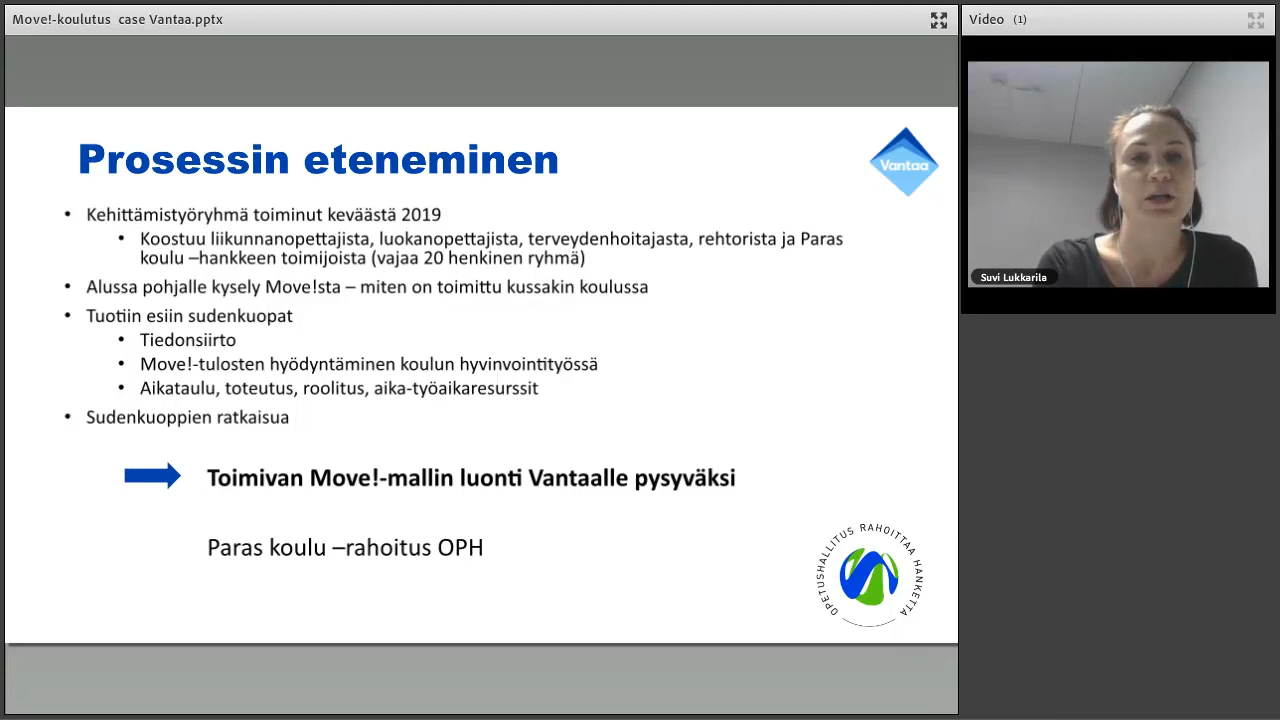 Move!-koulutus case Vantaa.pptx
Video (1)
Prosessin eteneminen
Vantaa
• Kehittämistyöryhmä toiminut keväästä 2019
• Koostuu liikunnanopettajista, luokanopettajista, terveydenhoitajasta, rehtorista ja Paras
koulu –hankkeen toimijoista (vajaa 20 henkinen ryhmä)
• Alussa pohjalle kysely Move!sta – miten on toimittu kussakin koulussa
• Tuotiin esiin sudenkuopat
• Tiedonsiirto
• Move!-tulosten hyödyntäminen koulun hyvinvointityössä
• Aikataulu, toteutus, roolitus, aika-työaikaresurssit
• Sudenkuoppien ratkaisua
Toimivan Move!-mallin luonti Vantaalle pysyväksi
Paras koulu –rahoitus OPH
OPETUSHALLITUS RAHOITTAA HANKETTA
Suvi Lukkarila